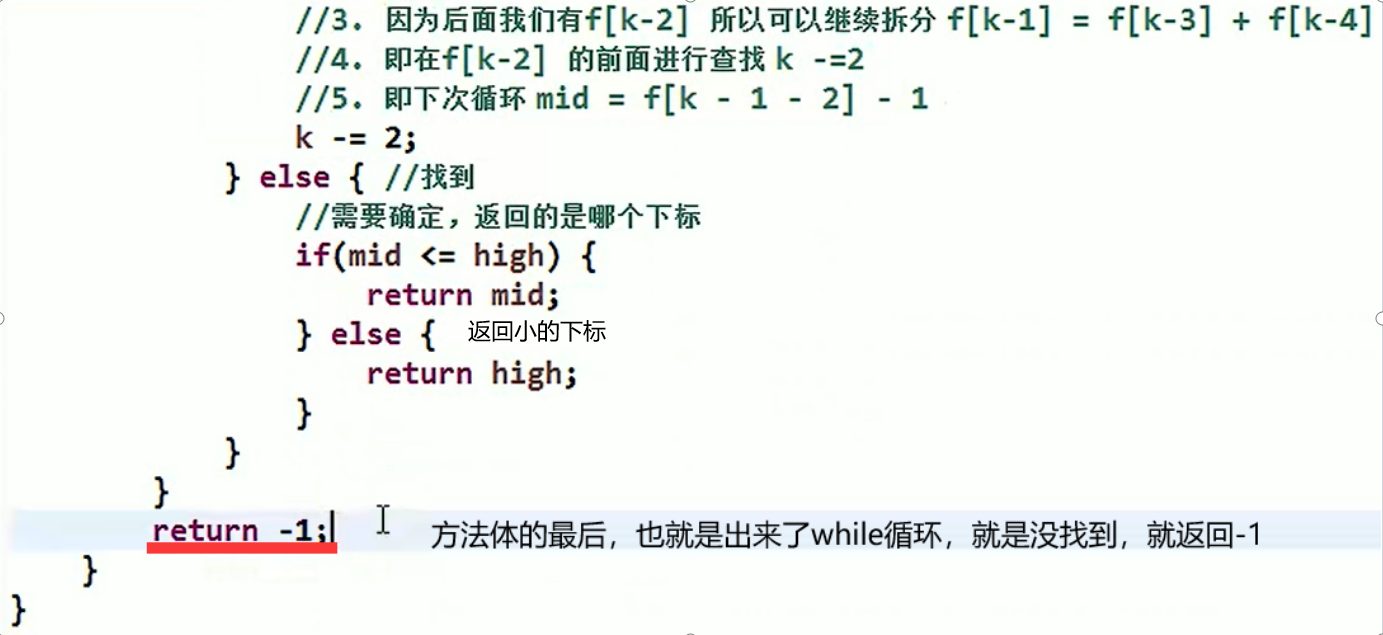 //3. 因为后面我们有f[k-2] 所以可以继续拆分 f[k-1] = f[k-3] + f[k-4]
//4. 即在f[k-2] 的前面进行查找 k -=2
//5. 即下次循环 mid = f[k - 1 - 2] - 1
k -= 2;
} else { //找到
//需要确定，返回的是哪个下标
if(mid <= high) {
return mid;
} else { 返回小的下标
return high;
}
}
}
return -1; 方法体的最后，也就是出来了while循环，就是没找到，就返回-1
}
}